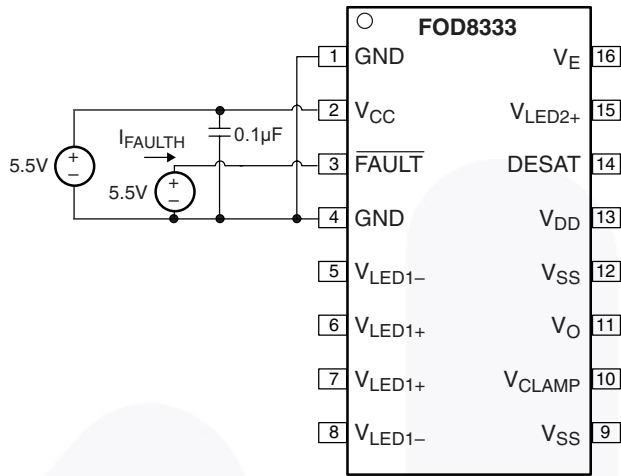 FOD8333
1 GND
VE 16
2 VCC
VLED2+ 15
0.1µF
IFAULTH
5.5V
+
–
3 FAULT
DESAT 14
5.5V
+
–
4 GND
VDD 13
5 VLED1–
VSS 12
6 VLED1+
VO 11
7 VLED1+
VCLAMP 10
8 VLED1–
VSS 9